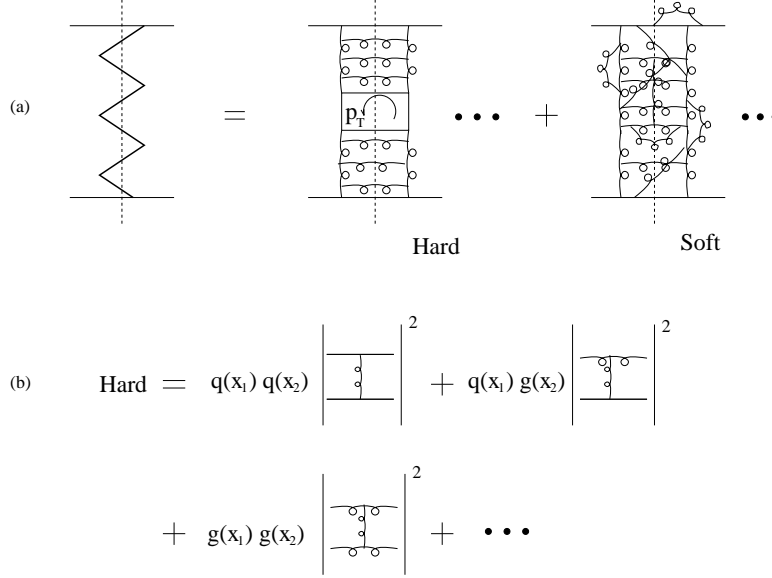 (a) = p_T • • • + • • •
Hard Soft
(b) Hard = q(x₁) q(x₂) 2 + q(x₁) g(x₂) 2
+ g(x₁) g(x₂) 2 + • • •